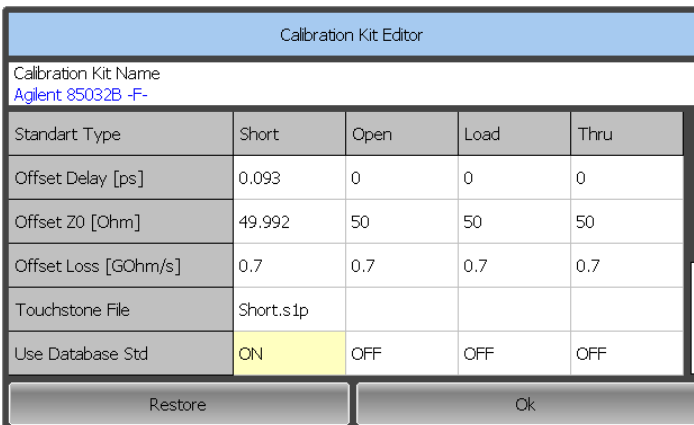 Calibration Kit Editor
Calibration Kit Name
Agilent 85032B -F-
Standart Type Short Open Load Thru
Offset Delay [ps] 0.093 0 0 0
Offset Z0 [Ohm] 49.992 50 50 50
Offset Loss [GOhm/s] 0.7 0.7 0.7 0.7
Touchstone File Short.s1p
Use Database Std ON OFF OFF OFF
Restore Ok